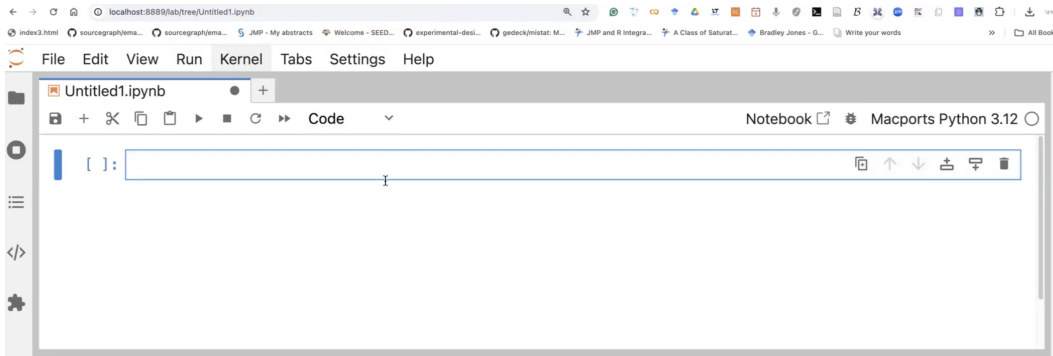 localhost:8889/lab/tree/Untitled1.ipynb
index3.html sourcegraph/ema... sourcegraph/ema... JMP - My abstracts Welcome - SEED... experimental-desi... gedeck/mistat: M... JMP and R Integra... A Class of Saturat... Bradley Jones - G... Write your words » All Book
File Edit View Run Kernel Tabs Settings Help
Untitled1.ipynb
Code Notebook Macports Python 3.12
[ ]: